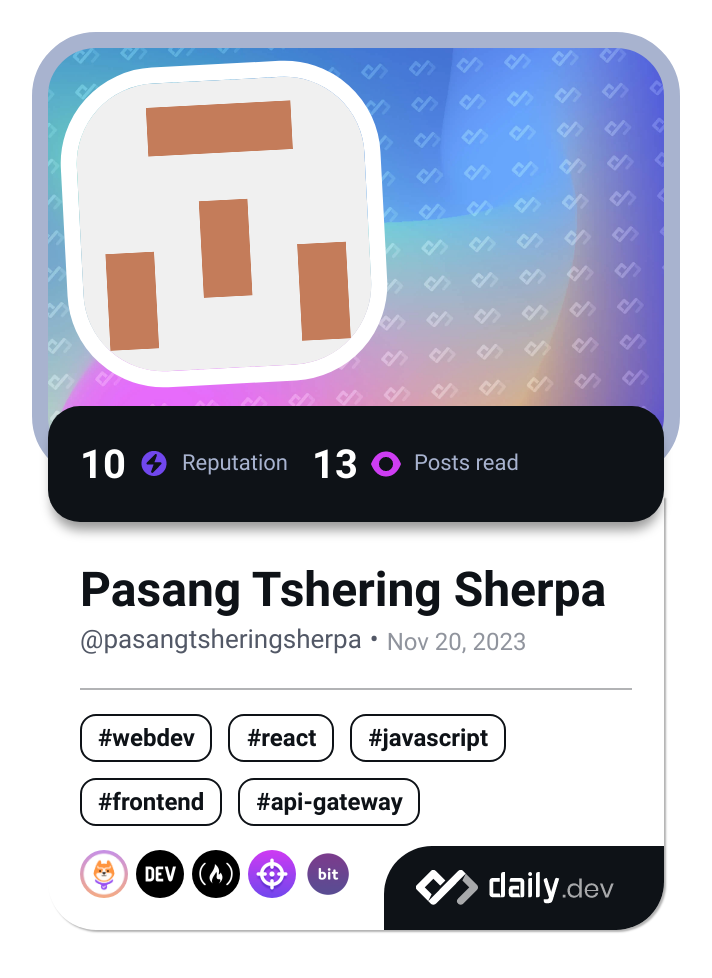 10 Reputation 13 Posts read
Pasang Tshering Sherpa
@pasangtsheringsherpa • Nov 20, 2023
#webdev #react #javascript
#frontend #api-gateway
DEV bit
daily.dev